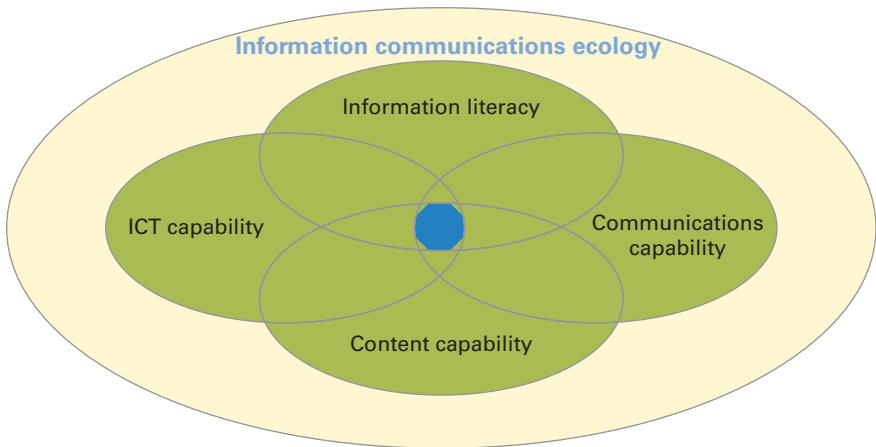 Information communications ecology
Information literacy
ICT capability
Communications
capability
Content capability